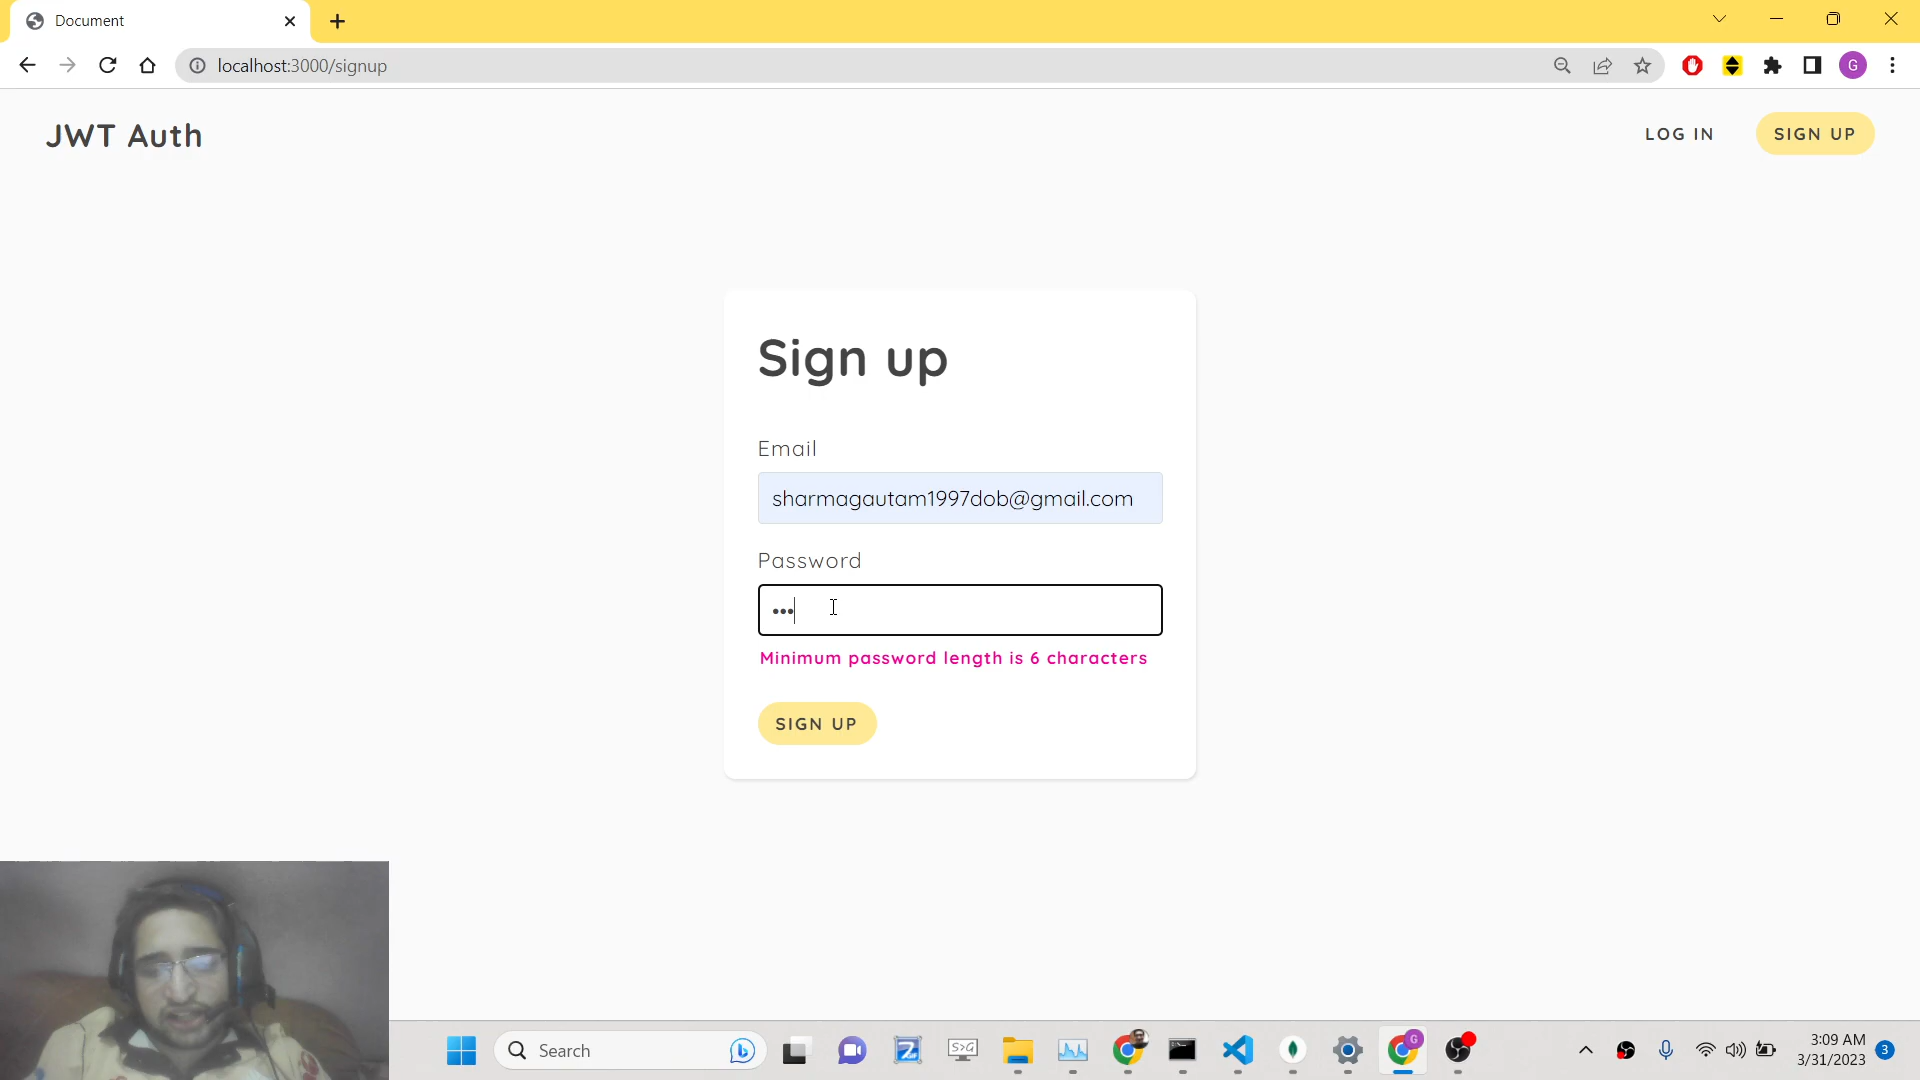 Document
localhost:3000/signup
G
JWT Auth
LOG IN
SIGN UP
Sign up
Email
sharmagautam1997dob@gmail.com
Password
•••
Minimum password length is 6 characters
SIGN UP
Search
S>G
G
3:09 AM
3/31/2023
3